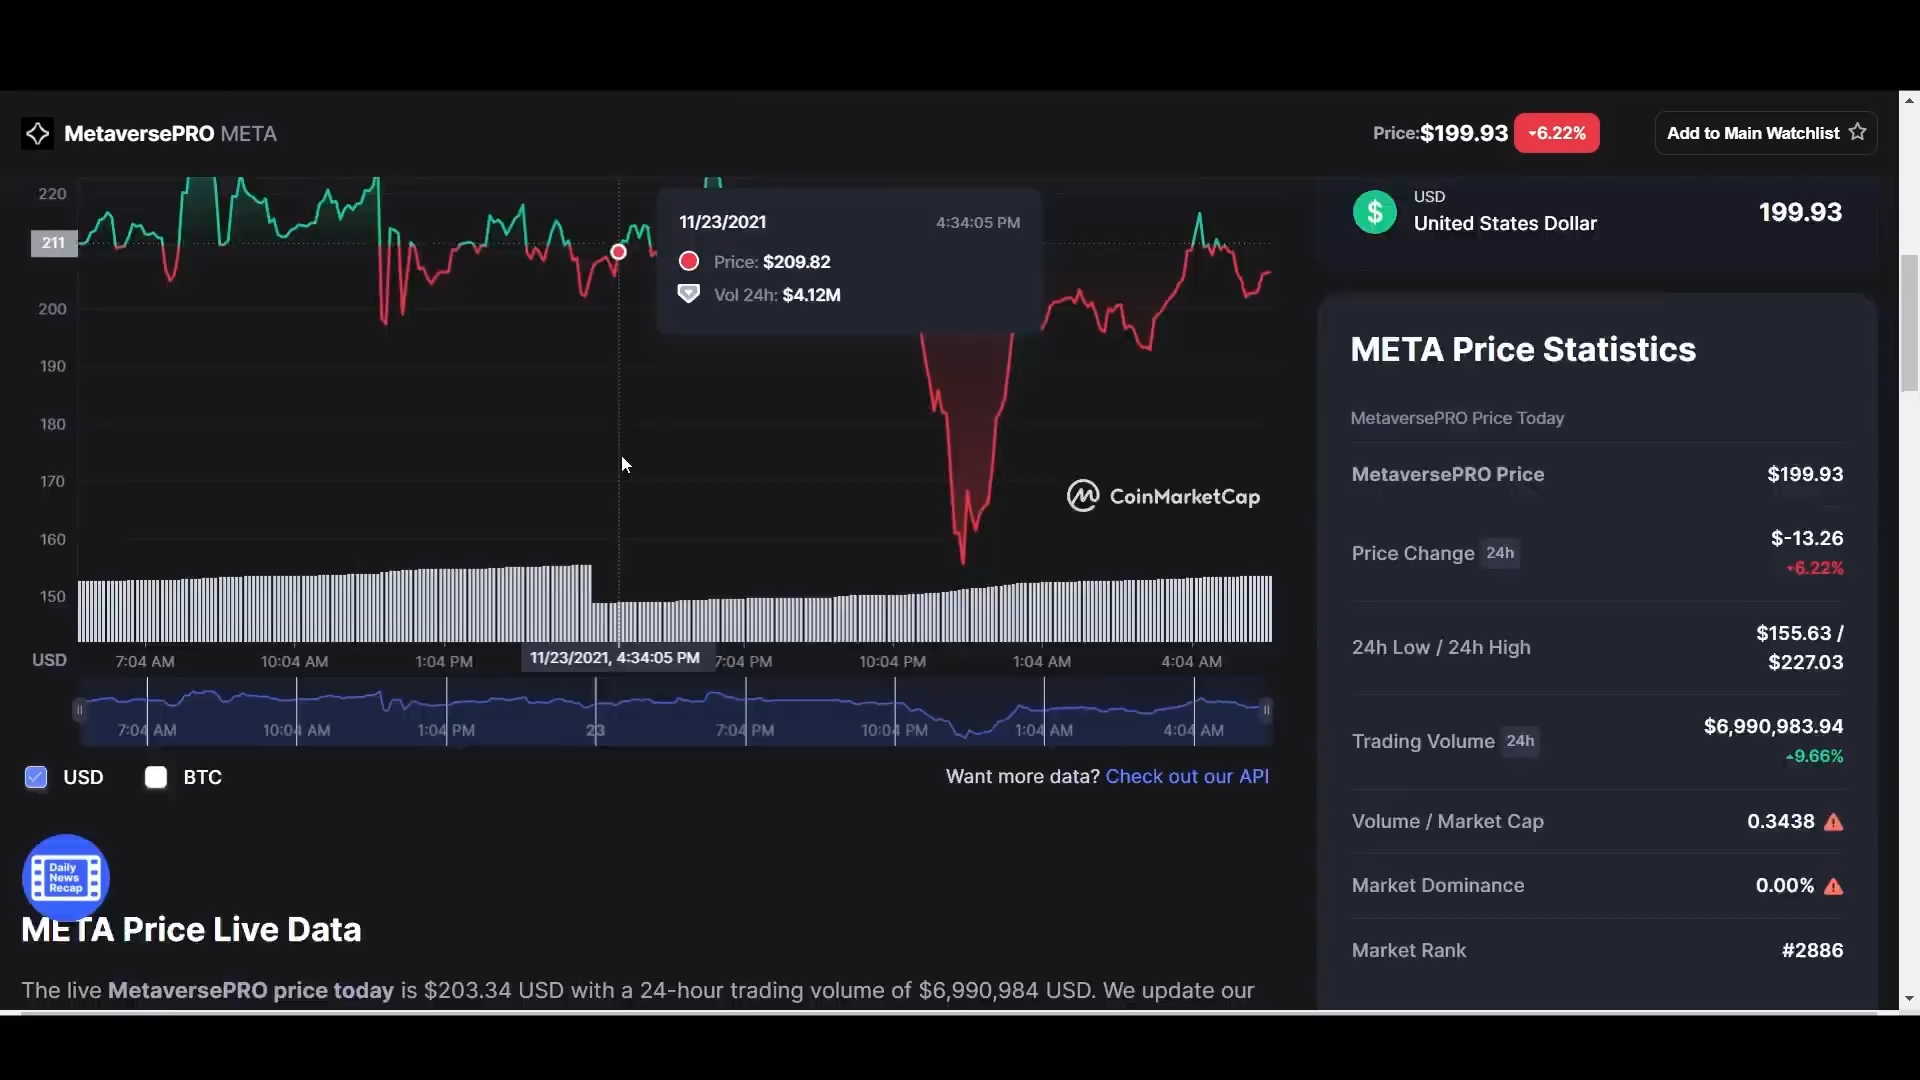 MetaversePRO META
Price:$199.93 -6.22%
Add to Main Watchlist
220
211
200
190
180
170
160
150
11/23/2021 4:34:05 PM
Price: $209.82
Vol 24h: $4.12M
CoinMarketCap
USD 7:04 AM 10:04 AM 1:04 PM 11/23/2021, 4:34:05 PM 7:04 PM 10:04 PM 1:04 AM 4:04 AM
7:04 AM 10:04 AM 1:04 PM 23 7:04 PM 10:04 PM 1:04 AM 4:04 AM
USD BTC
Want more data? Check out our API
Daily
News
Recap
META Price Live Data
The live MetaversePRO price today is $203.34 USD with a 24-hour trading volume of $6,990,984 USD. We update our
USD
United States Dollar 199.93
META Price Statistics
MetaversePRO Price Today
MetaversePRO Price $199.93
Price Change 24h $-13.26
6.22%
24h Low / 24h High $155.63 /
$227.03
Trading Volume 24h $6,990,983.94
9.66%
Volume / Market Cap 0.3438
Market Dominance 0.00%
Market Rank #2886